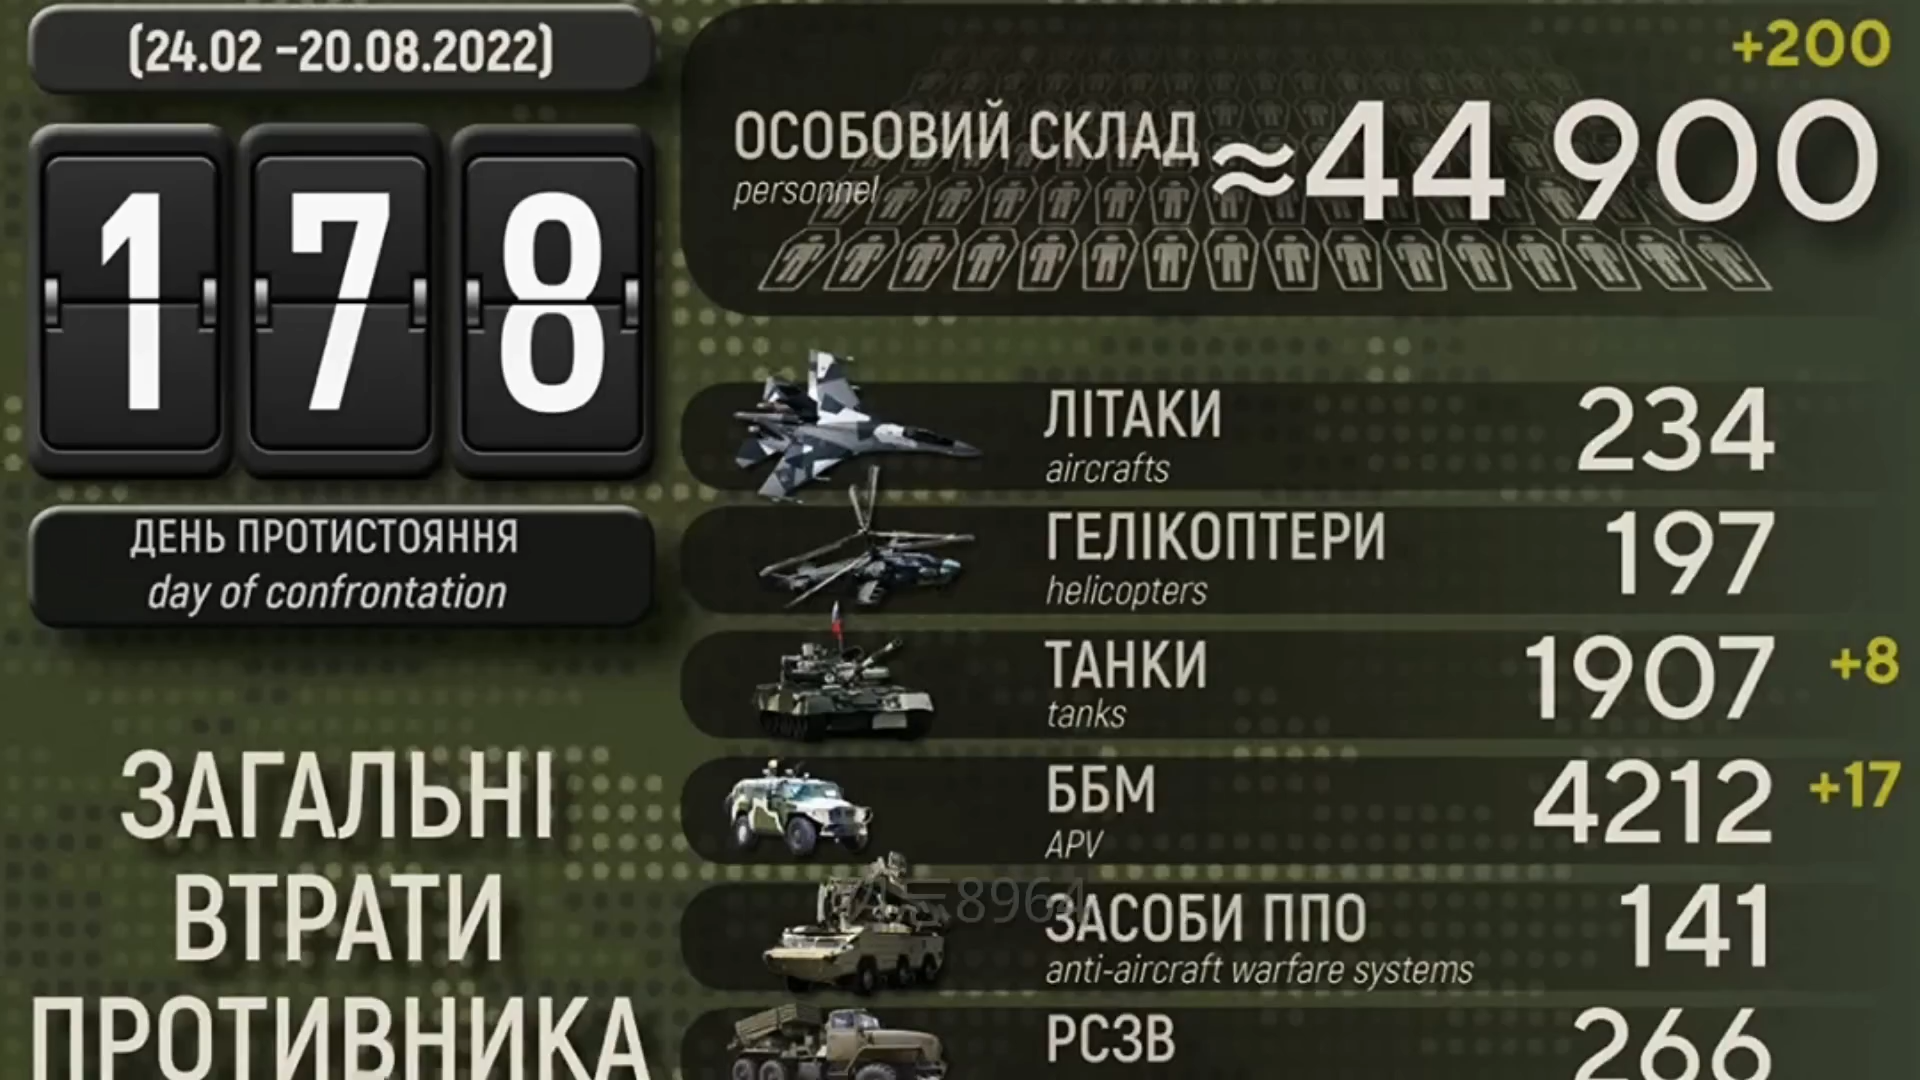 (24.02 –20.08.2022)
178
ДЕНЬ ПРОТИСТОЯННЯ
day of confrontation
ЗАГАЛЬНІ
ВТРАТИ
ПРОТИВНИКА
+200
ОСОБОВИЙ СКЛАД ≈44 900
personnel
ЛІТАКИ 234
aircrafts
ГЕЛІКОПТЕРИ 197
helicopters
ТАНКИ 1907 +8
tanks
ББМ 4212 +17
APV
8964
ЗАСОБИ ППО 141
anti-aircraft warfare systems
РСЗВ 266